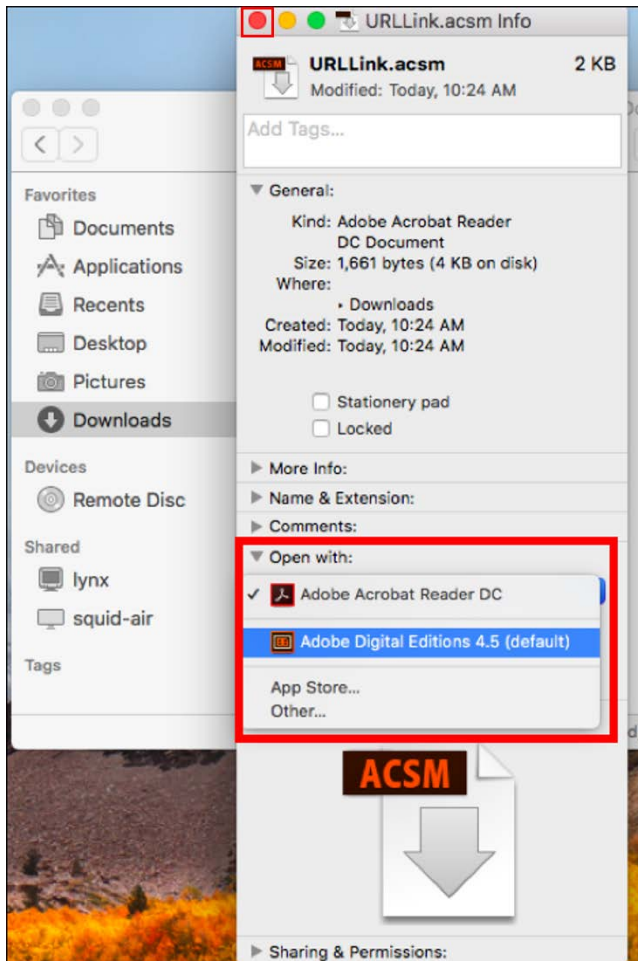 URLLink.acsm Info
URLLink.acsm 2 KB
Modified: Today, 10:24 AM
Add Tags...
Favorites
Documents
Applications
Recents
Desktop
Pictures
Downloads
Devices
Remote Disc
Shared
lynx
squid-air
Tags
General:
Kind: Adobe Acrobat Reader
DC Document
Size: 1,661 bytes (4 KB on disk)
Where:
Downloads
Created: Today, 10:24 AM
Modified: Today, 10:24 AM
Stationery pad
Locked
More Info:
Name & Extension:
Comments:
Open with:
Adobe Acrobat Reader DC
Adobe Digital Editions 4.5 (default)
App Store...
Other...
ACSM
Sharing & Permissions: